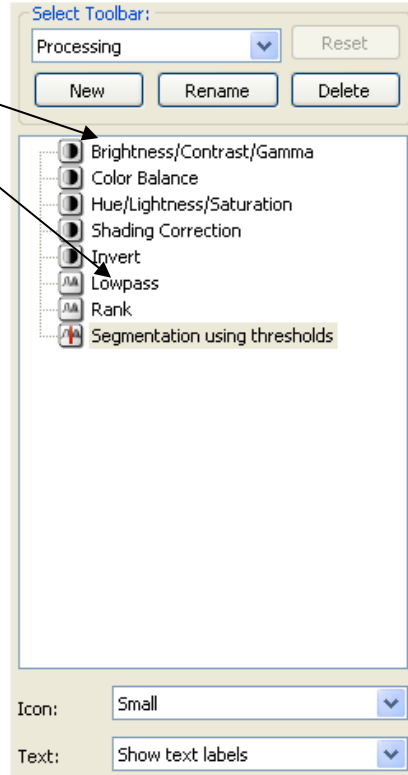 Select Toolbar:
Processing Reset
New Rename Delete
Brightness/Contrast/Gamma
Color Balance
Hue/Lightness/Saturation
Shading Correction
Invert
Lowpass
Rank
Segmentation using thresholds
Icon: Small
Text: Show text labels